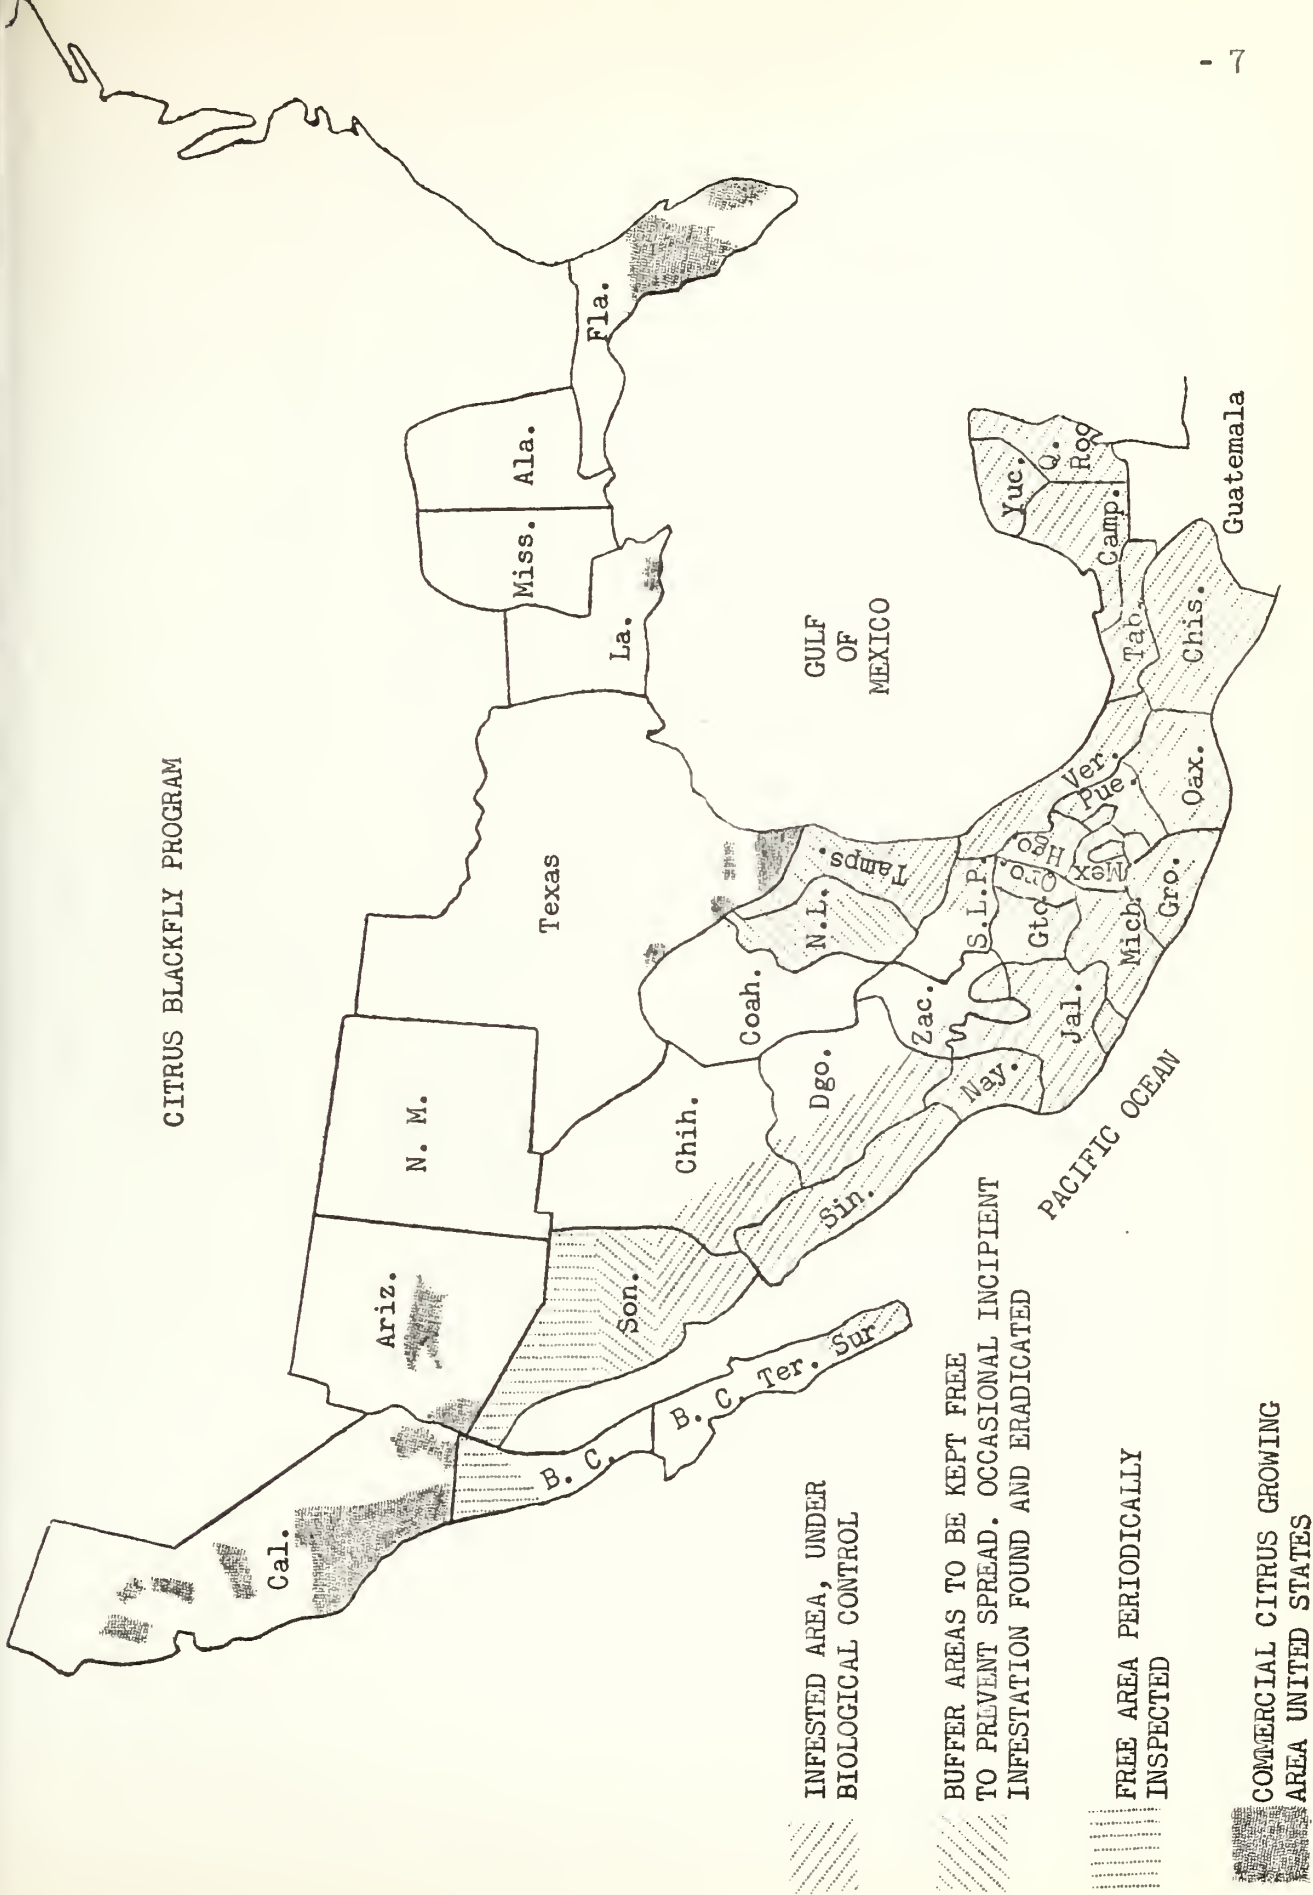 - 7
CITRUS BLACKFLY PROGRAM
Cal.
Ariz.
N. M.
Texas
La.
Miss.
Ala.
Fla.
B. C.
B. C. Ter. Sur
Son.
Chih.
Coah.
N.L.
Tamps.
Sin.
Dgo.
Zac.
S.L.P.
Nay.
Jal.
Gto.
Qro.
Hgo
Mex
Mich.
Gro.
Pue.
Ver.
Oax.
Tab.
Chis.
Camp.
Yuc.
Q.
Roo
Guatemala
GULF
OF
MEXICO
PACIFIC OCEAN
INFESTED AREA, UNDER
BIOLOGICAL CONTROL
BUFFER AREAS TO BE KEPT FREE
TO PREVENT SPREAD. OCCASIONAL INCIPIENT
INFESTATION FOUND AND ERADICATED
FREE AREA PERIODICALLY
INSPECTED
COMMERCIAL CITRUS GROWING
AREA UNITED STATES